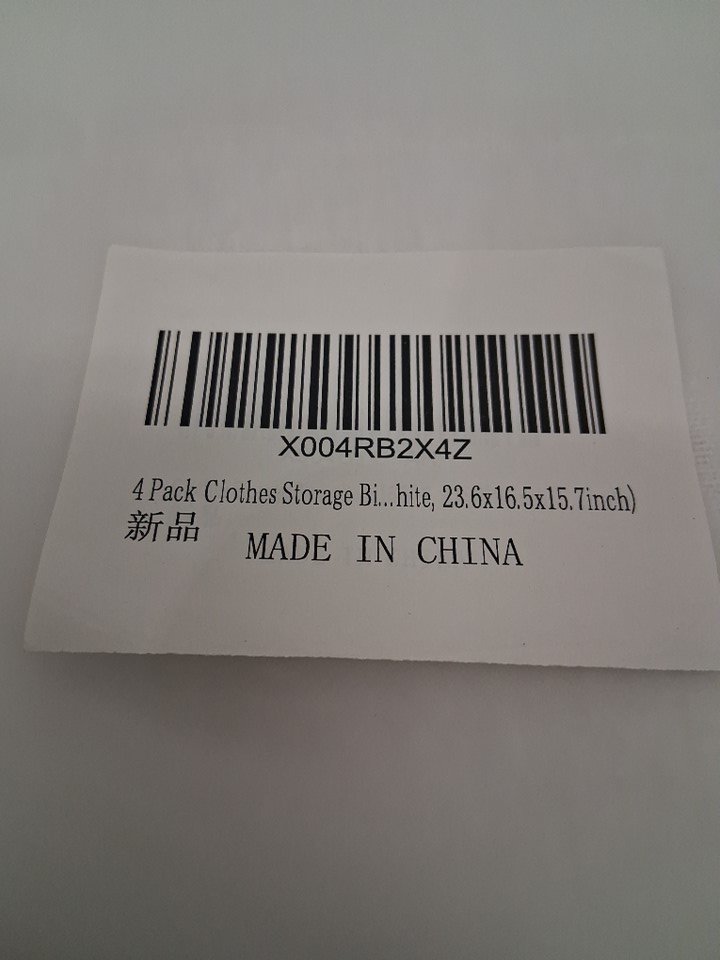 X004RB2X4Z
4 Pack Clothes Storage Bi...hite, 23.6x16.5x15.7inch)
新品
MADE IN CHINA